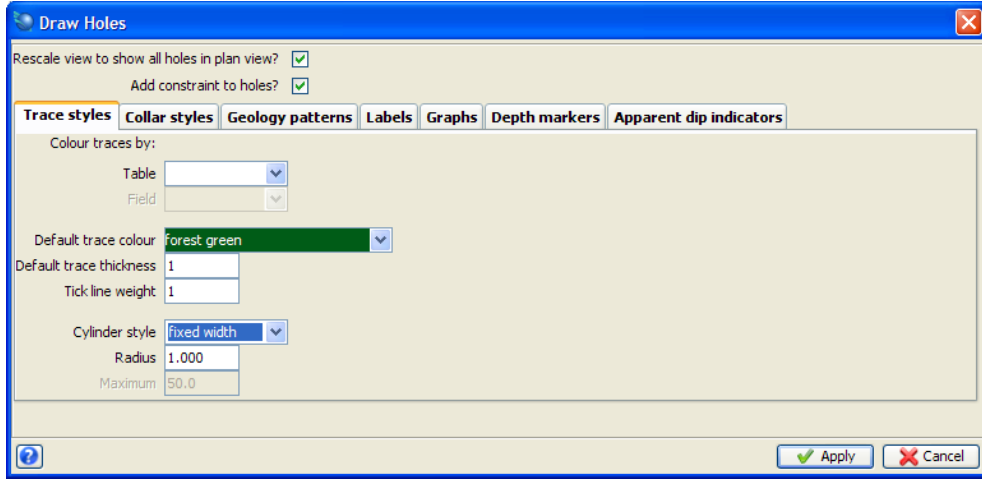 Draw Holes
Rescale view to show all holes in plan view?
Add constraint to holes?
Trace styles Collar styles Geology patterns Labels Graphs Depth markers Apparent dip indicators
Colour traces by:
Table
Field
Default trace colour forest green
Default trace thickness 1
Tick line weight 1
Cylinder style fixed width
Radius 1.000
Maximum 50.0
? Apply Cancel